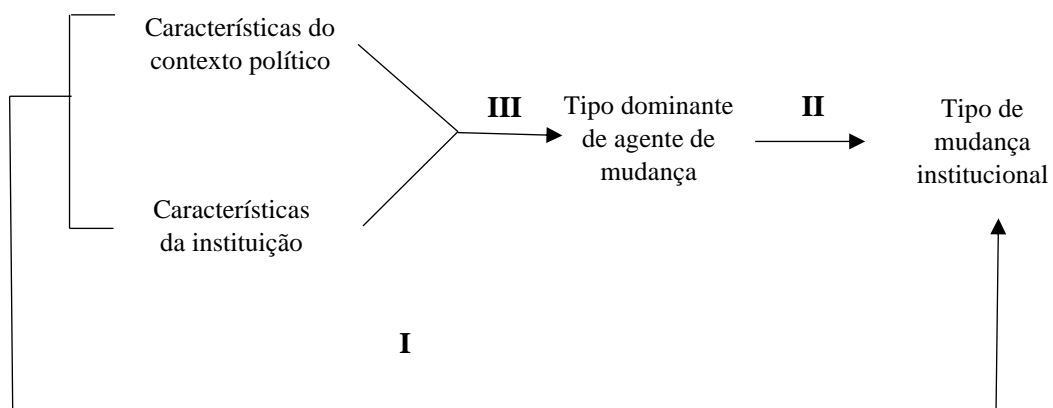 Características do
contexto político
III
Tipo dominante
de agente de
mudança
II
Tipo de
mudança
institucional
Características
da instituição
I